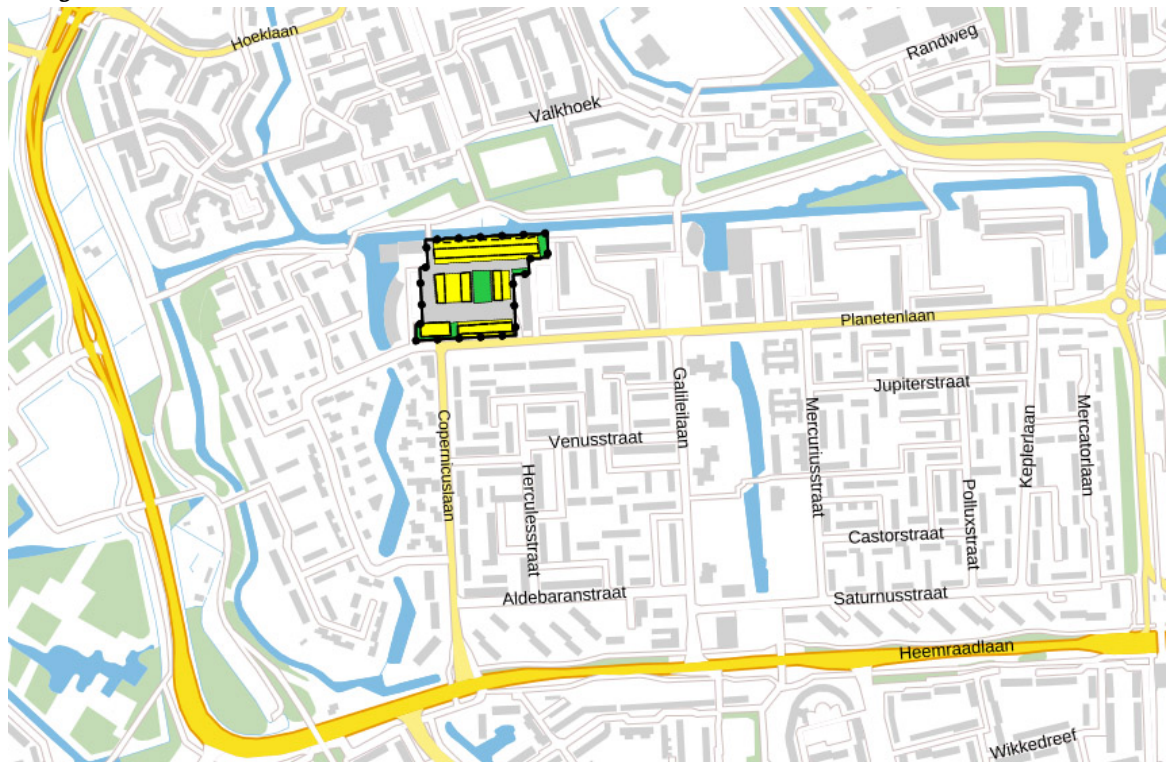 Hoeklaan
Randweg
Valkhoek
Planetenlaan
Jupiterstraat
Galileilaan
Copernicuslaan
Venusstraat
Herculesstraat
Mercuriusstraat
Keplerlaan
Mercatorlaan
Polluxstraat
Castorstraat
Aldebaranstraat
Saturnusstraat
Heemraadlaan
Wikkedreef